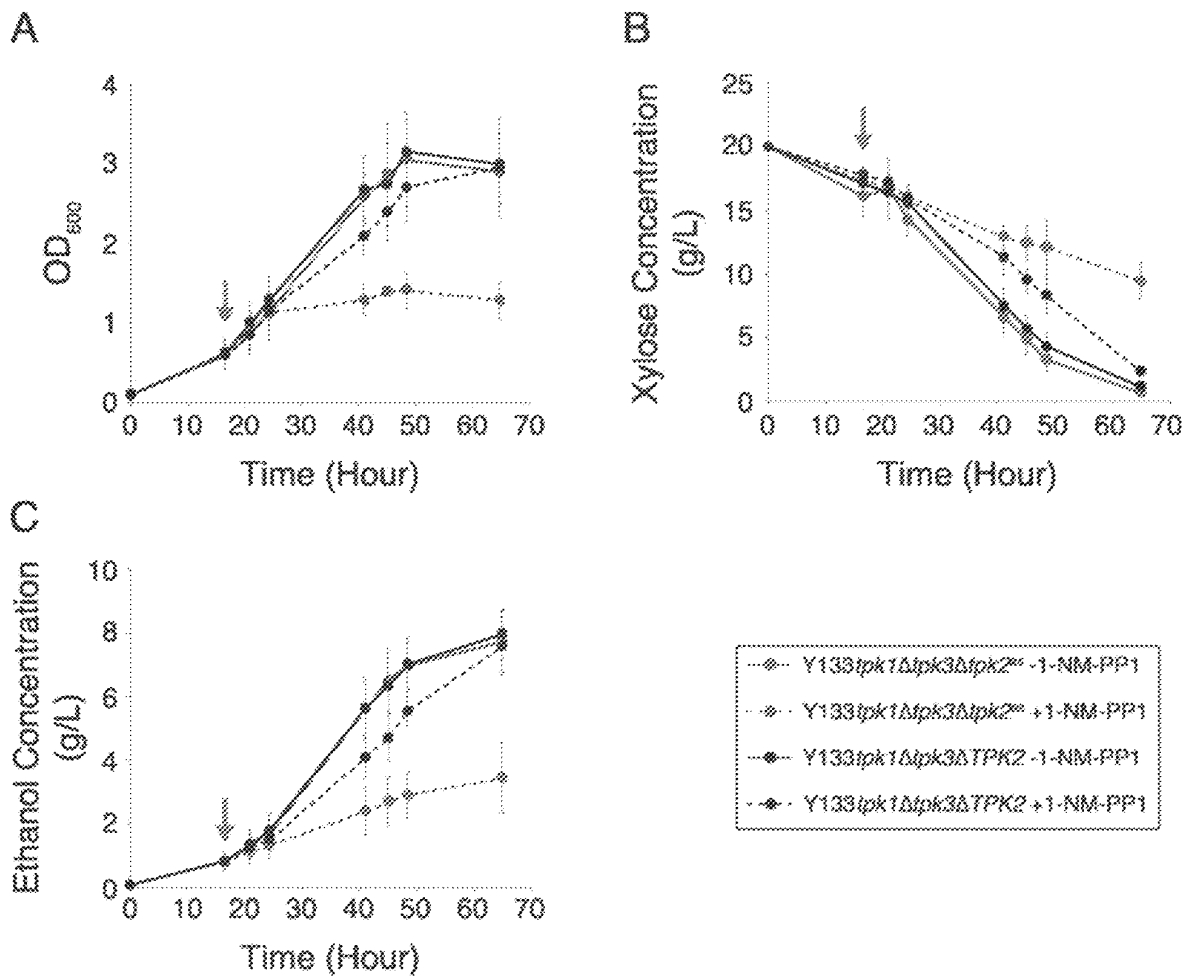 A
4
3
2
1
0
OD600
0 10 20 30 40 50 60 70
Time (Hour)
B
25
20
15
10
5
0
Xylose Concentration
(g/L)
0 10 20 30 40 50 60 70
Time (Hour)
C
10
8
6
4
2
0
Ethanol Concentration
(g/L)
0 10 20 30 40 50 60 70
Time (Hour)
Y133tpk1Δtpk3Δtpk2ᵃˢ -1-NM-PP1
Y133tpk1Δtpk3Δtpk2ᵃˢ +1-NM-PP1
Y133tpk1Δtpk3ΔTPK2 -1-NM-PP1
Y133tpk1Δtpk3ΔTPK2 +1-NM-PP1